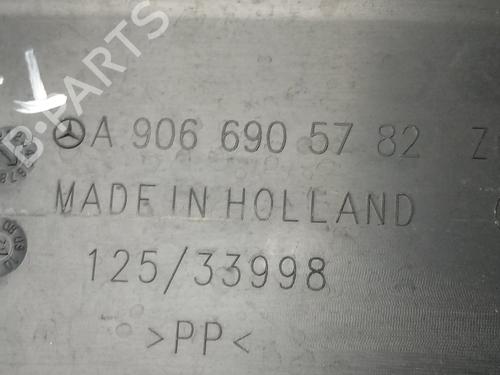 B-PARTS
A 906 690 57 82 Z
MADE IN HOLLAND
125/33998
>PP<